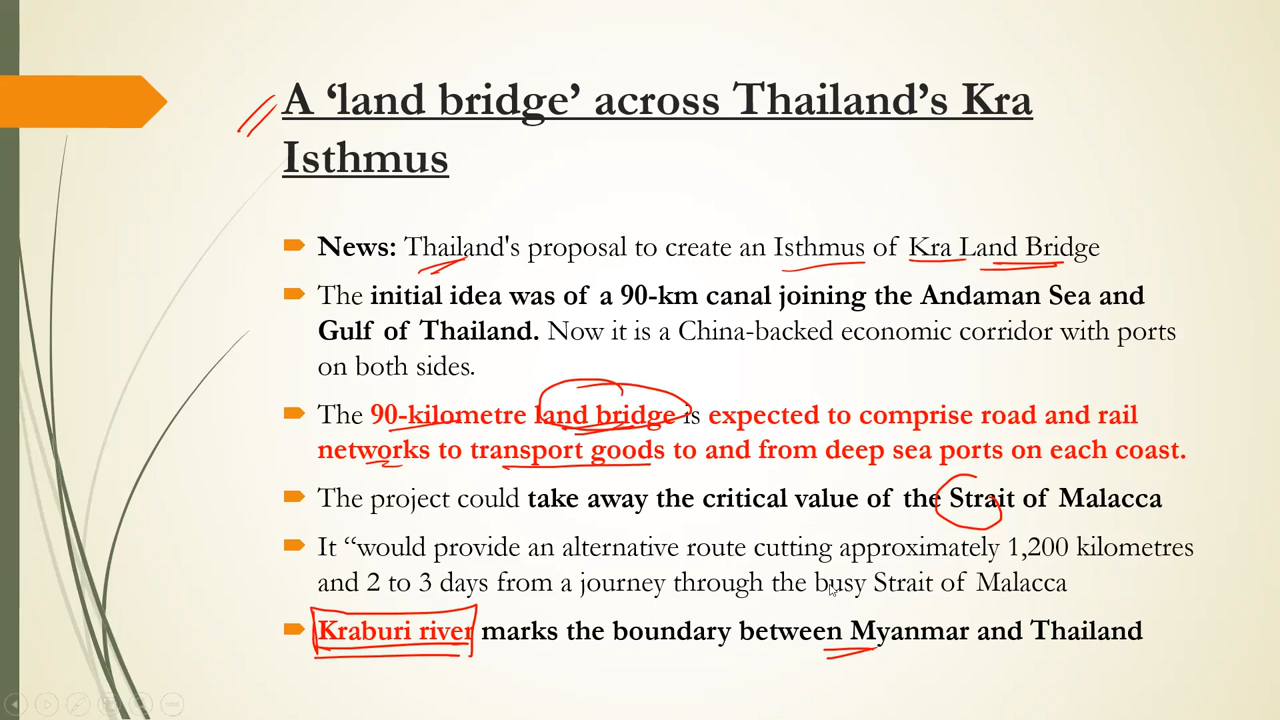 A ‘land bridge’ across Thailand’s Kra
Isthmus
News: Thailand's proposal to create an Isthmus of Kra Land Bridge
The initial idea was of a 90-km canal joining the Andaman Sea and
Gulf of Thailand. Now it is a China-backed economic corridor with ports
on both sides.
The 90-kilometre land bridge is expected to comprise road and rail
networks to transport goods to and from deep sea ports on each coast.
The project could take away the critical value of the Strait of Malacca
It “would provide an alternative route cutting approximately 1,200 kilometres
and 2 to 3 days from a journey through the busy Strait of Malacca
Kraburi river marks the boundary between Myanmar and Thailand